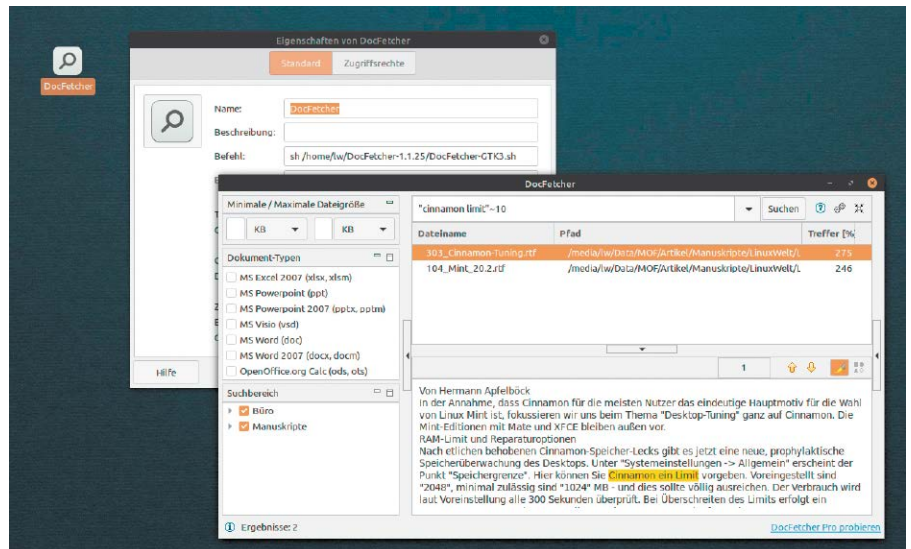 DocFetcher
Eigenschaften von DocFetcher
Standard Zugriffsrechte
Name: DocFetcher
Beschreibung:
Befehl: sh /home/lw/DocFetcher-1.1.25/DocFetcher-GTK3.sh
Hilfe
DocFetcher
Minimale / Maximale Dateigröße
KB KB
Dokument-Typen
MS Excel 2007 (xlsx, xlsm)
MS Powerpoint (ppt)
MS Powerpoint 2007 (pptx, pptm)
MS Visio (vsd)
MS Word (doc)
MS Word 2007 (docx, docm)
OpenOffice.org Calc (ods, ots)
Suchbereich
Büro
Manuskripte
"cinnamon limit"~10 Suchen
Dateiname Pfad Treffer [%
303_Cinnamon-Tuning.rtf /media/lw/Data/MOF/Artikel/Manuskripte/LinuxWelt/L 275
104_Mint_20.2.rtf /media/lw/Data/MOF/Artikel/Manuskripte/LinuxWelt/L 246
1
Von Hermann Apfelböck
In der Annahme, dass Cinnamon für die meisten Nutzer das eindeutige Hauptmotiv für die Wahl
von Linux Mint ist, fokussieren wir uns beim Thema "Desktop-Tuning" ganz auf Cinnamon. Die
Mint-Editionen mit Mate und XFCE bleiben außen vor.
RAM-Limit und Reparaturoptionen
Nach etlichen behobenen Cinnamon-Speicher-Lecks gibt es jetzt eine neue, prophylaktische
Speicherüberwachung des Desktops. Unter "Systemeinstellungen -> Allgemein" erscheint der
Punkt "Speichergrenze". Hier können Sie Cinnamon ein Limit vorgeben. Voreingestellt sind
"2048", minimal zulässig sind "1024" MB - und dies sollte völlig ausreichen. Der Verbrauch wird
laut Voreinstellung alle 300 Sekunden überprüft. Bei Überschreiten des Limits erfolgt ein
Ergebnisse: 2
DocFetcher Pro probieren